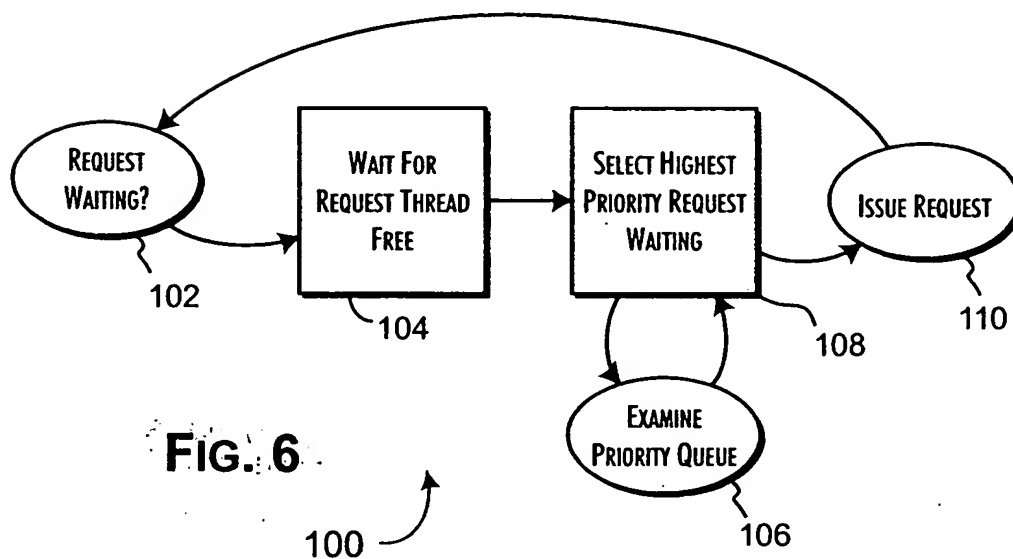 REQUEST
WAITING?
102
WAIT FOR
REQUEST THREAD
FREE
104
SELECT HIGHEST
PRIORITY REQUEST
WAITING
108
ISSUE REQUEST
110
EXAMINE
PRIORITY QUEUE
106
FIG. 6
100